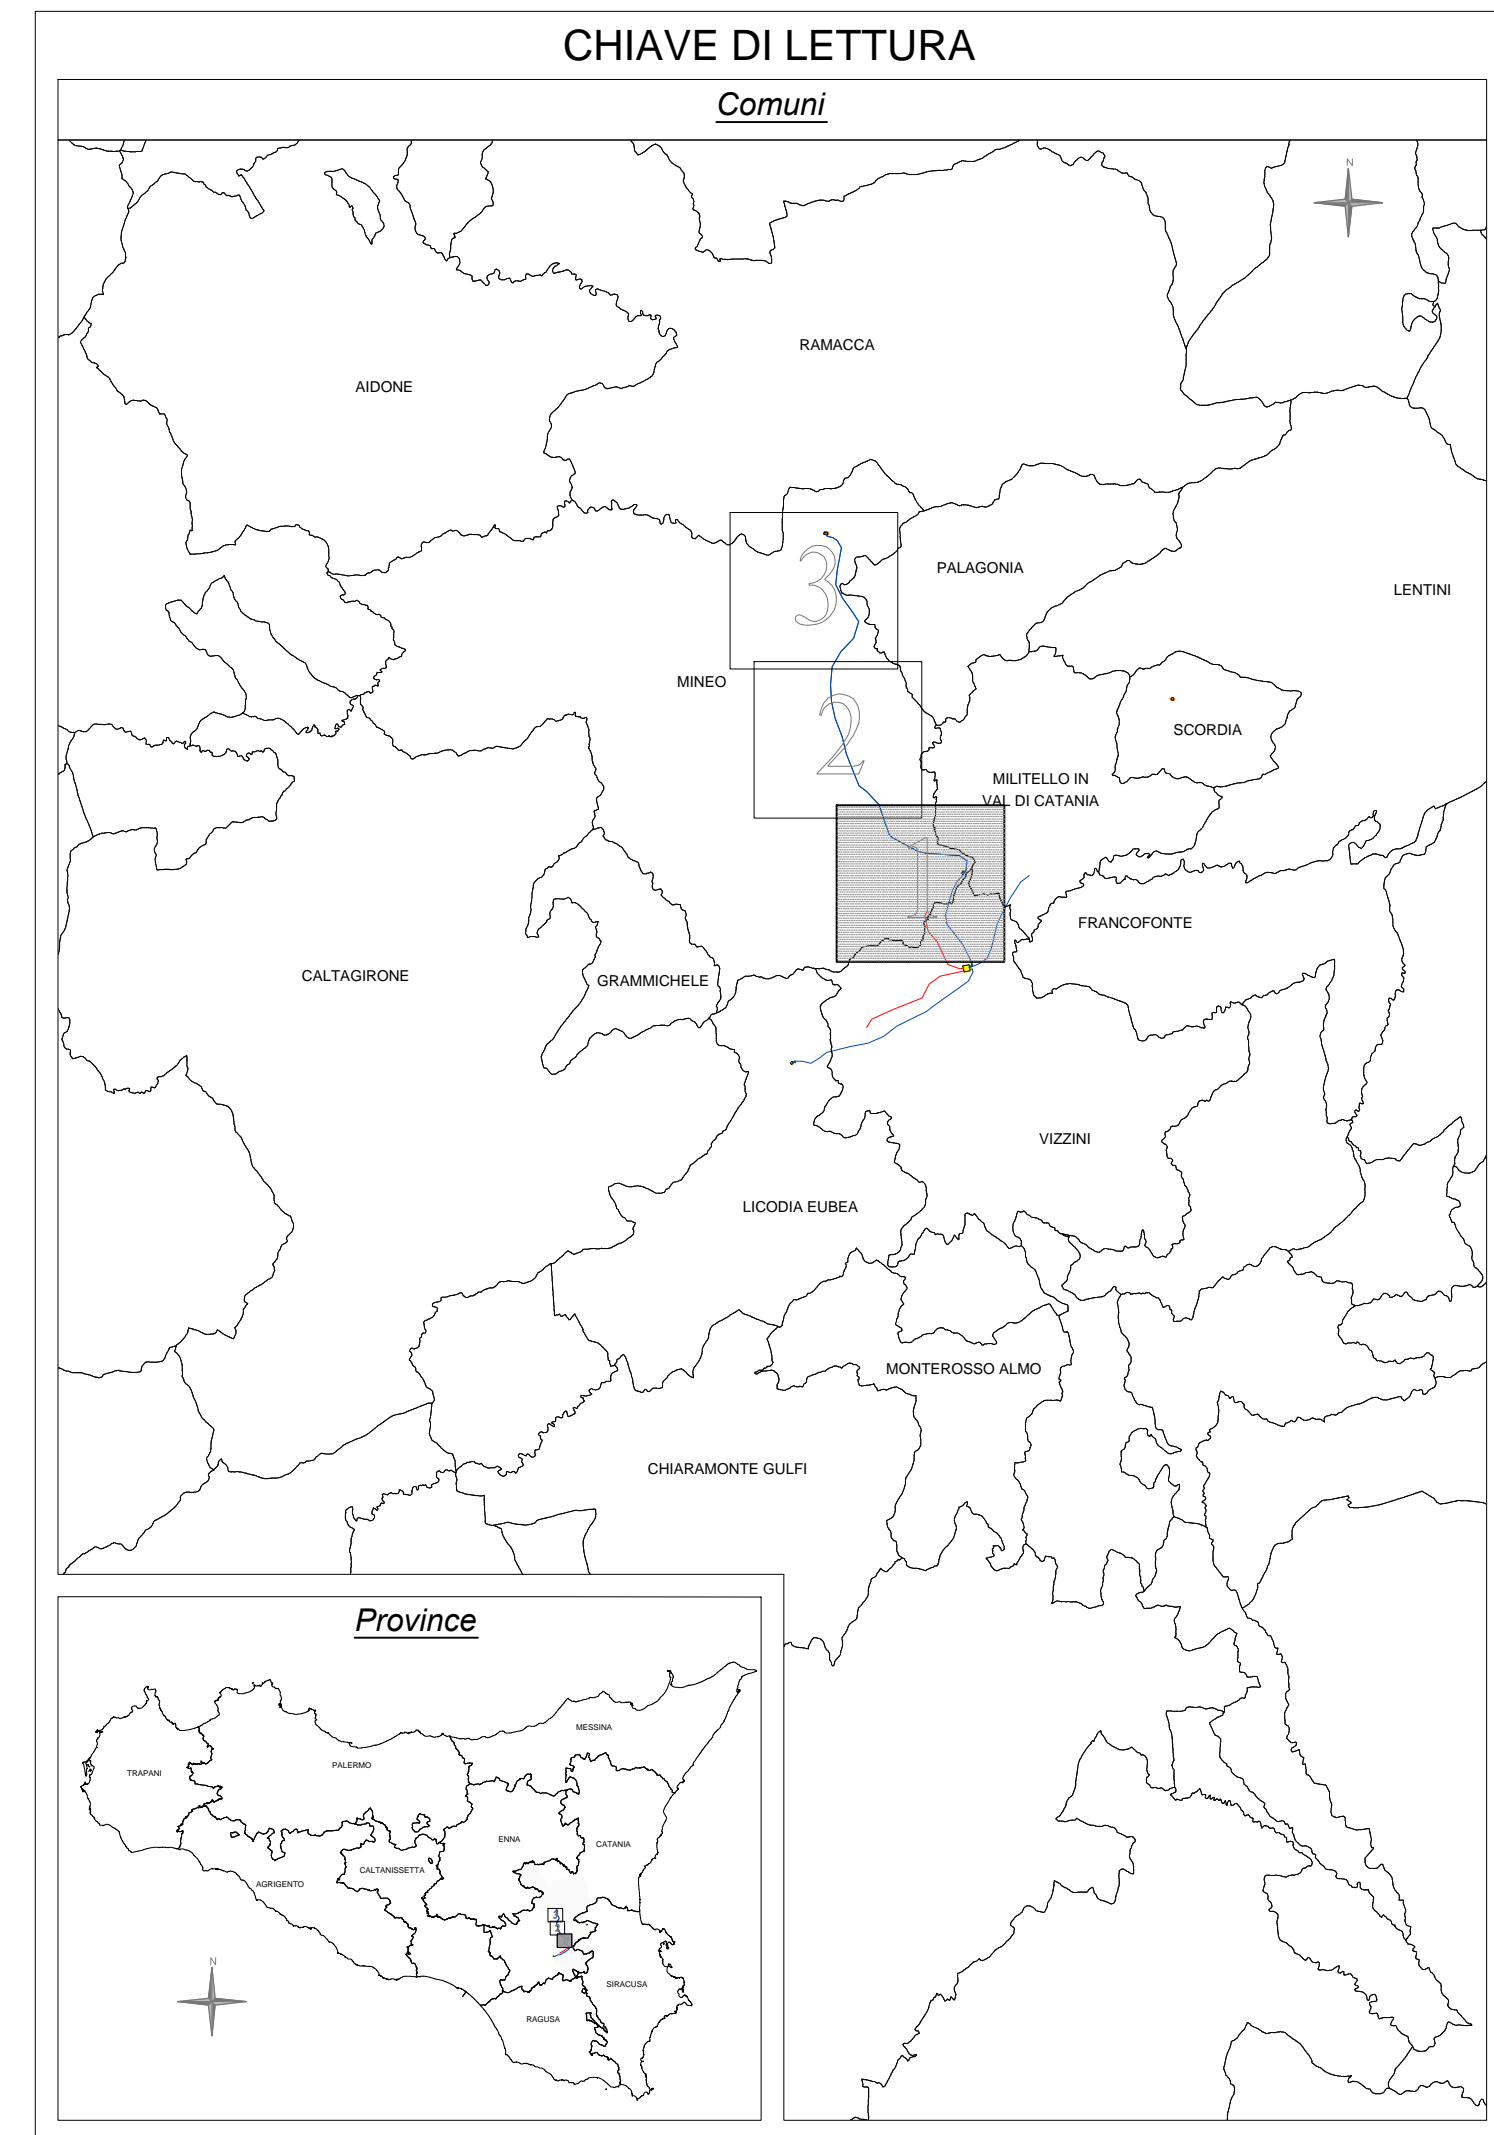 CHIAVE DI LETTURA
Comuni
N
RAMACCA
AIDONE
3
PALAGONIA
LENTINI
MINEO
2
SCORDIA
MILITELLO IN
VAL DI CATANIA
1
FRANCOFONTE
CALTAGIRONE
GRAMMICHELE
VIZZINI
LICODIA EUBEA
MONTEROSSO ALMO
CHIARAMONTE GULFI
Province
MESSINA
PALERMO
TRAPANI
ENNA
CATANIA
CALTANISSETTA
AGRIGENTO
3
2
N
SIRACUSA
RAGUSA